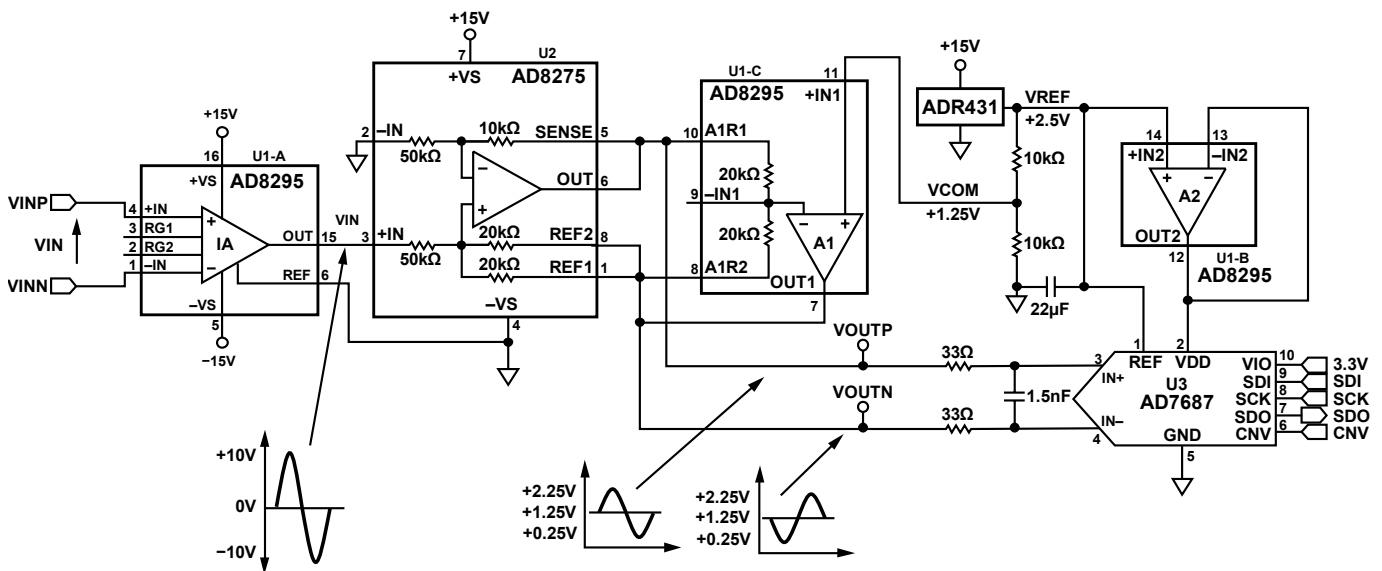 +15V
U1-A
16
+VS
AD8295
VINP
4
+IN
3
RG1
VIN
2
RG2
IA
+
–
OUT
15
VIN
VINN
1
–IN
REF
6
–VS
5
–15V
+15V
U2
7
+VS
AD8275
2
–IN
50kΩ
10kΩ
SENSE
5
–
+
OUT
6
3
+IN
50kΩ
20kΩ
REF2
8
20kΩ
REF1
1
–VS
4
U1-C
AD8295
11
+IN1
10
A1R1
20kΩ
9
–IN1
20kΩ
–
+
A1
8
A1R2
OUT1
7
+15V
ADR431
VREF
+2.5V
10kΩ
VCOM
+1.25V
10kΩ
22µF
14
13
+IN2
–IN2
+
–
A2
OUT2
12
U1-B
AD8295
VOUTP
33Ω
VOUTN
33Ω
1.5nF
1
2
REF
VDD
3
IN+
U3
AD7687
IN–
4
GND
5
VIO
10
3.3V
SDI
9
SDI
SCK
8
SCK
SDO
7
SDO
CNV
6
CNV
+10V
0V
–10V
+2.25V
+1.25V
+0.25V
+2.25V
+1.25V
+0.25V